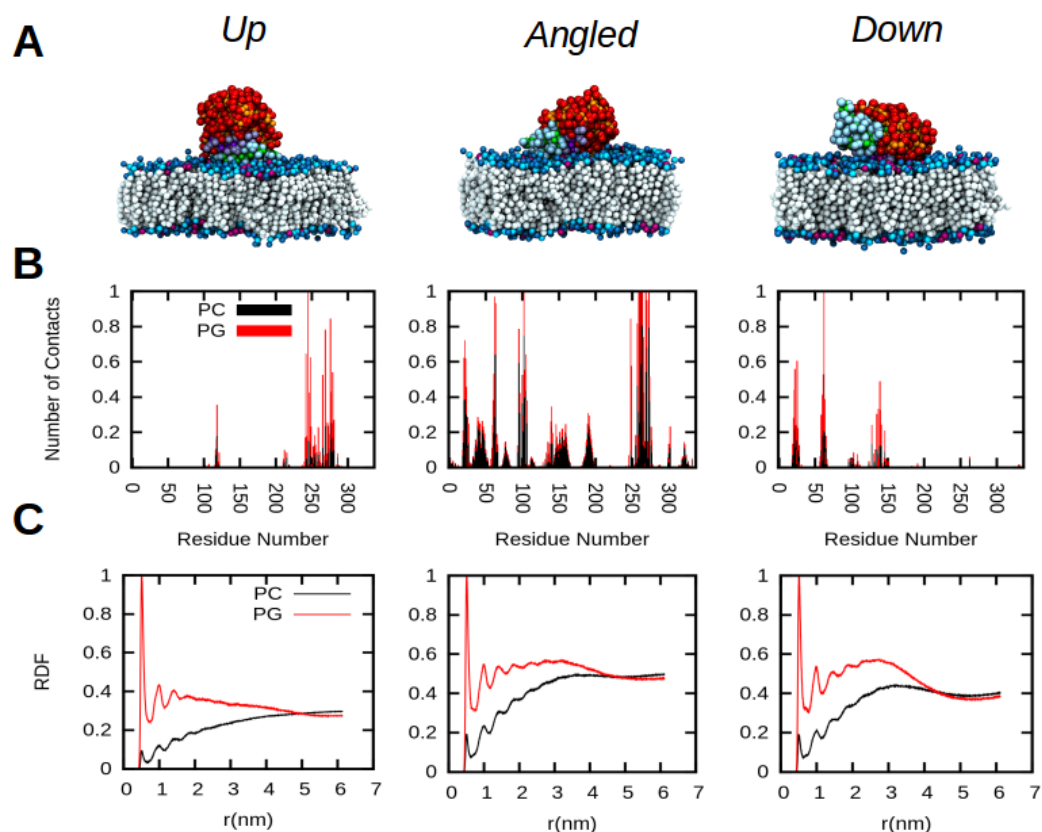 A
Up Angled Down
B
Number of Contacts
1 1 1
0.8 0.8 0.8
0.6 0.6 0.6
0.4 0.4 0.4
0.2 0.2 0.2
0 0 0
PC
PG
0 50 100 150 200 250 300 0 50 100 150 200 250 300 0 50 100 150 200 250 300
Residue Number Residue Number Residue Number
C
RDF
1 1 1
0.8 0.8 0.8
0.6 0.6 0.6
0.4 0.4 0.4
0.2 0.2 0.2
0 0 0
PC
PG
0 1 2 3 4 5 6 7 0 1 2 3 4 5 6 7 0 1 2 3 4 5 6 7
r(nm) r(nm) r(nm)